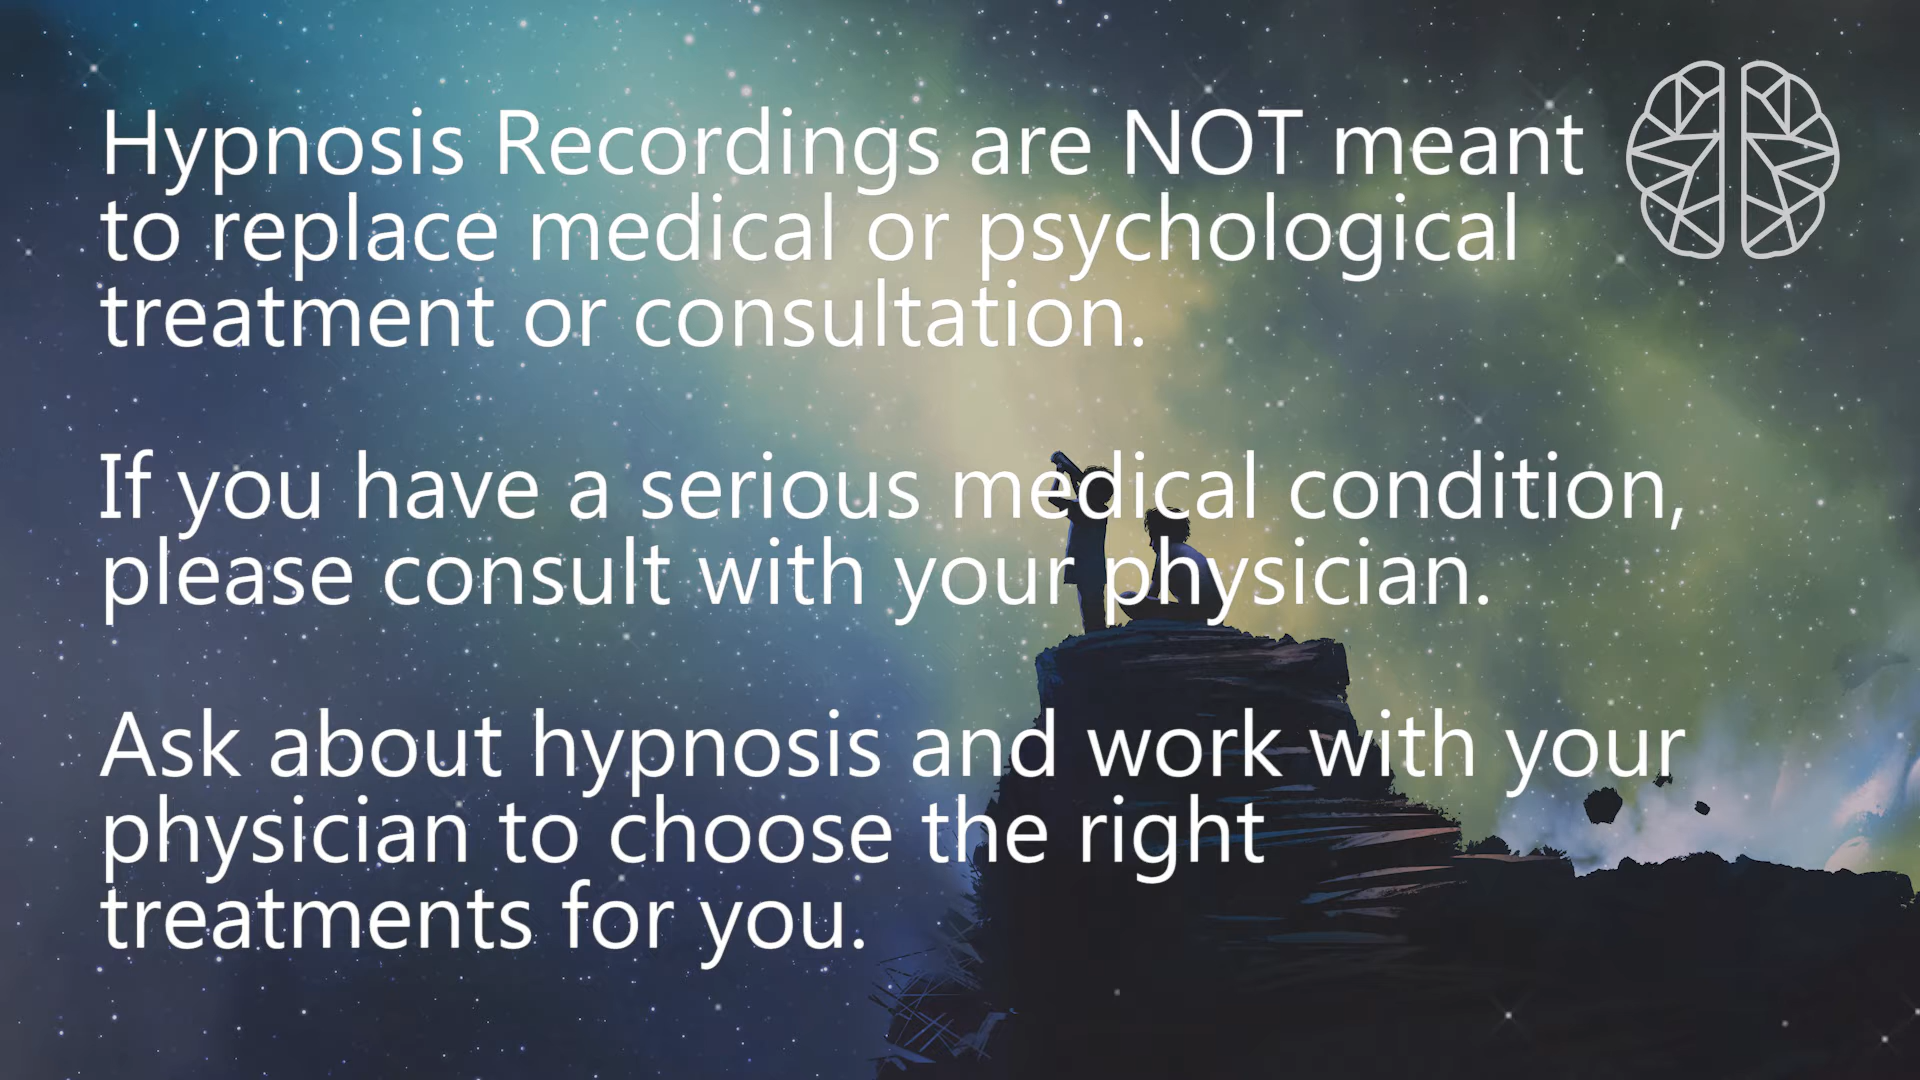 Hypnosis Recordings are NOT meant
to replace medical or psychological
treatment or consultation.
If you have a serious medical condition,
please consult with your physician.
Ask about hypnosis and work with your
physician to choose the right
treatments for you.